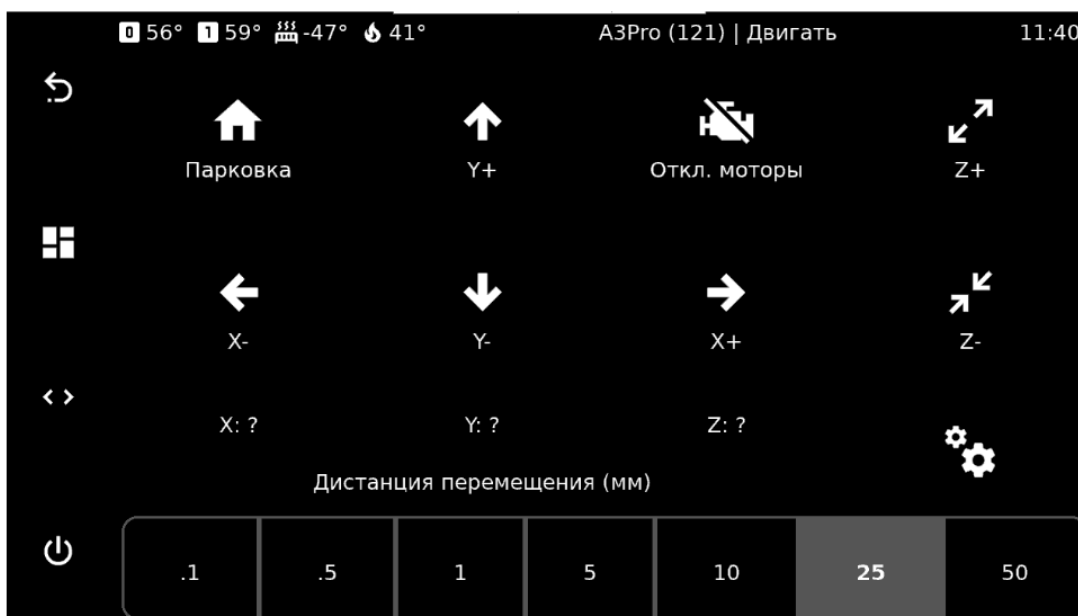 0 56° 1 59° -47° 41° A3Pro (121) | Двигать 11:40
Парковка Y+ Откл. моторы Z+
X- Y- X+ Z-
X: ? Y: ? Z: ?
Дистанция перемещения (мм)
.1 .5 1 5 10 25 50